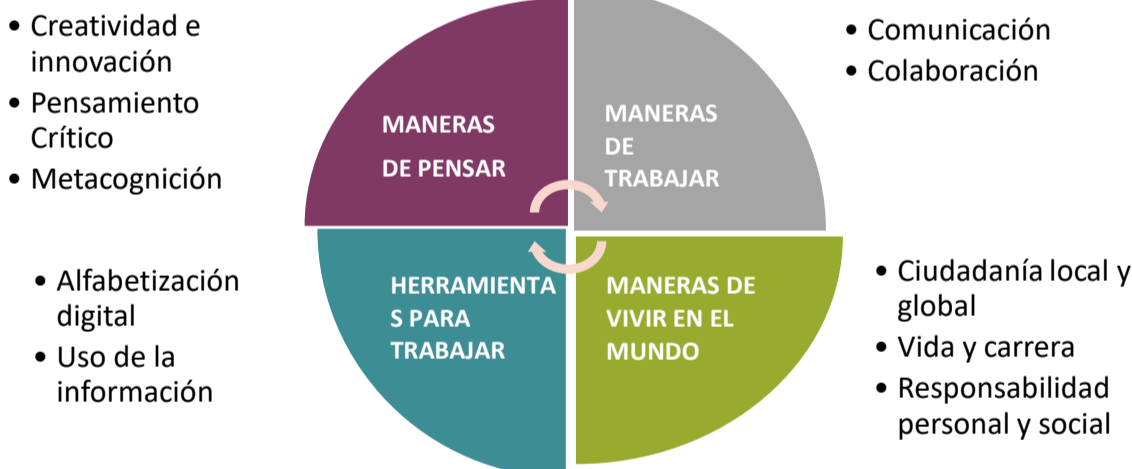 • Creatividad e
innovación
• Pensamiento
Crítico
• Metacognición
MANERAS
DE PENSAR
MANERAS
DE
TRABAJAR
• Comunicación
• Colaboración
• Alfabetización
digital
• Uso de la
información
HERRAMIENTA
S PARA
TRABAJAR
MANERAS DE
VIVIR EN EL
MUNDO
• Ciudadanía local y
global
• Vida y carrera
• Responsabilidad
personal y social